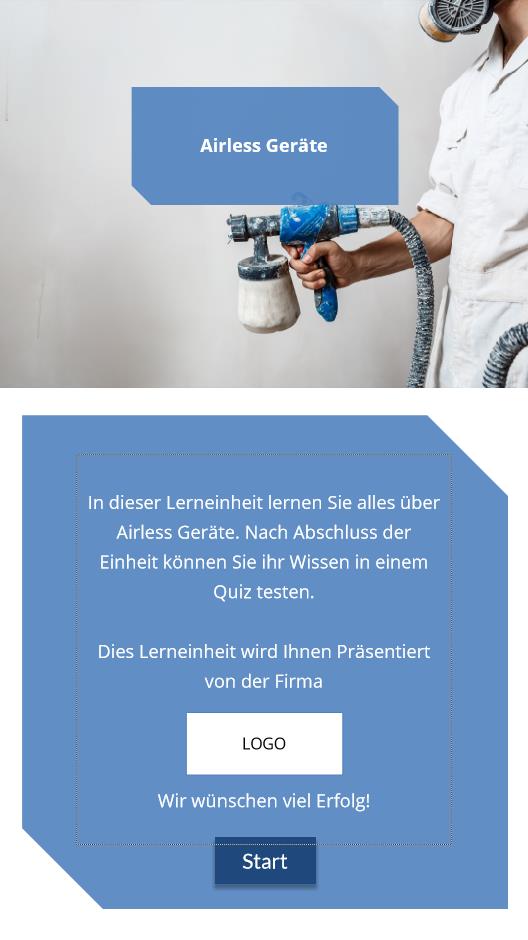 Airless Geräte
In dieser Lerneinheit lernen Sie alles über
Airless Geräte. Nach Abschluss der
Einheit können Sie ihr Wissen in einem
Quiz testen.
Dies Lerneinheit wird Ihnen Präsentiert
von der Firma
LOGO
Wir wünschen viel Erfolg!
Start